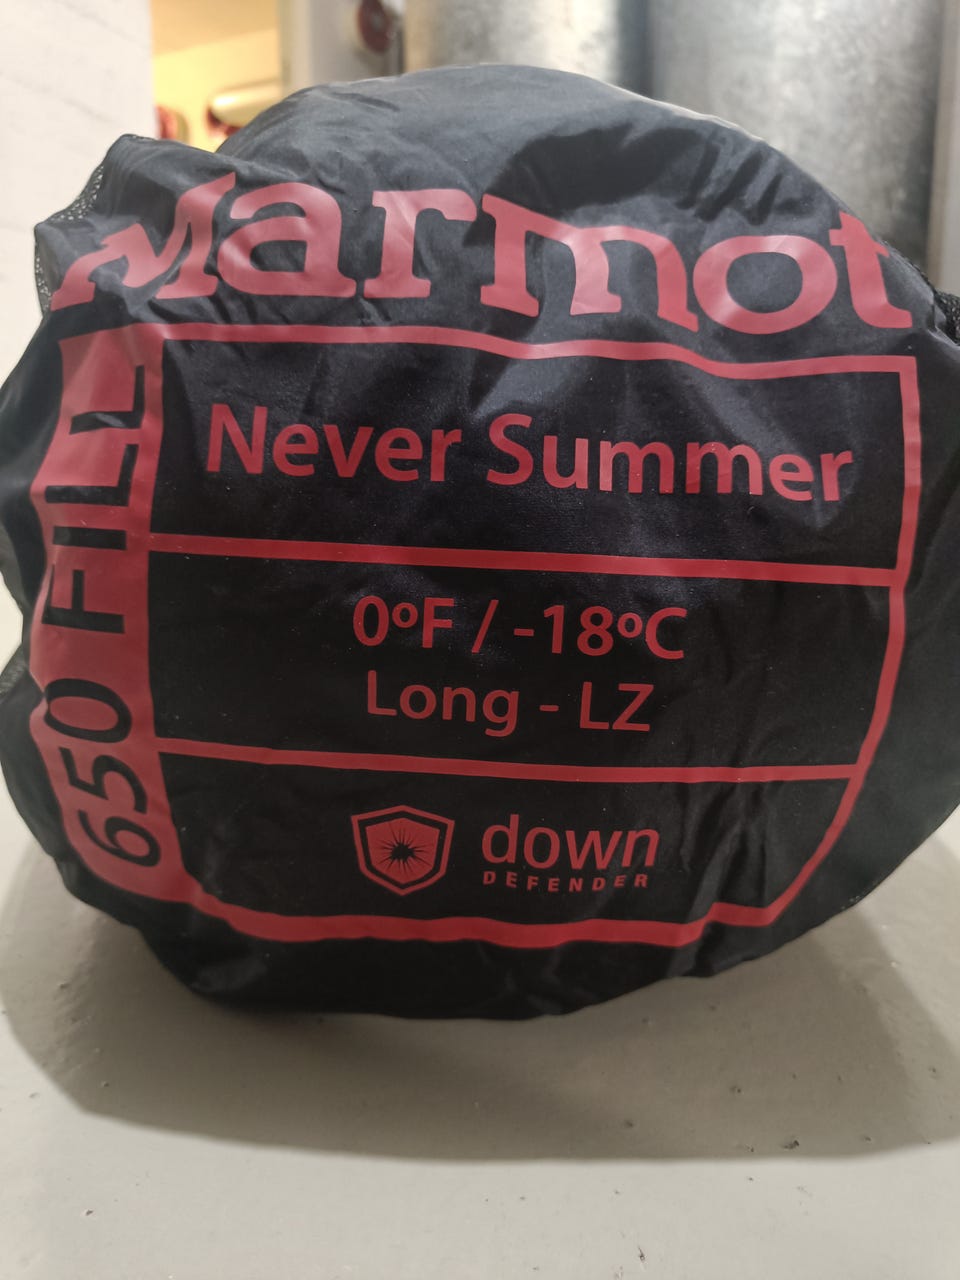 Marmot
650 FILL
Never Summer
0ºF / -18ºC
Long - LZ
down
DEFENDER